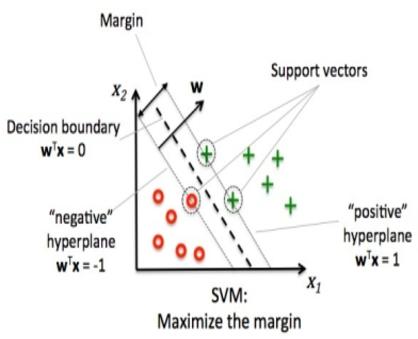 Margin
X₂
w
Support vectors
Decision boundary
wᵀx = 0
“negative”
hyperplane
wᵀx = -1
“positive”
hyperplane
wᵀx = 1
X₁
SVM:
Maximize the margin